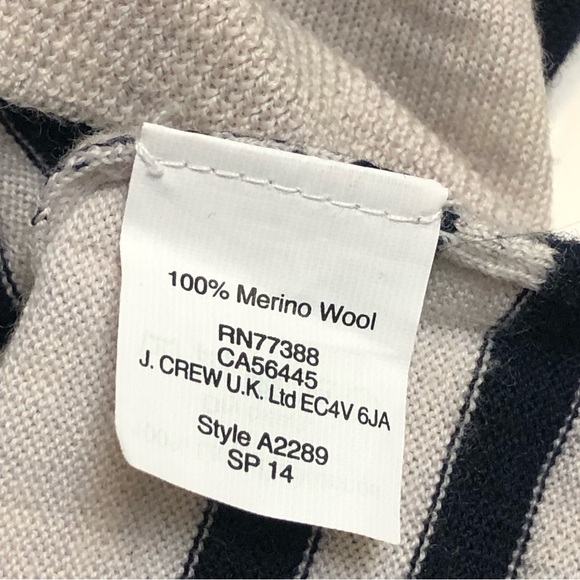 100% Merino Wool
RN77388
CA56445
J. CREW U.K. Ltd EC4V 6JA
Style A2289
SP 14